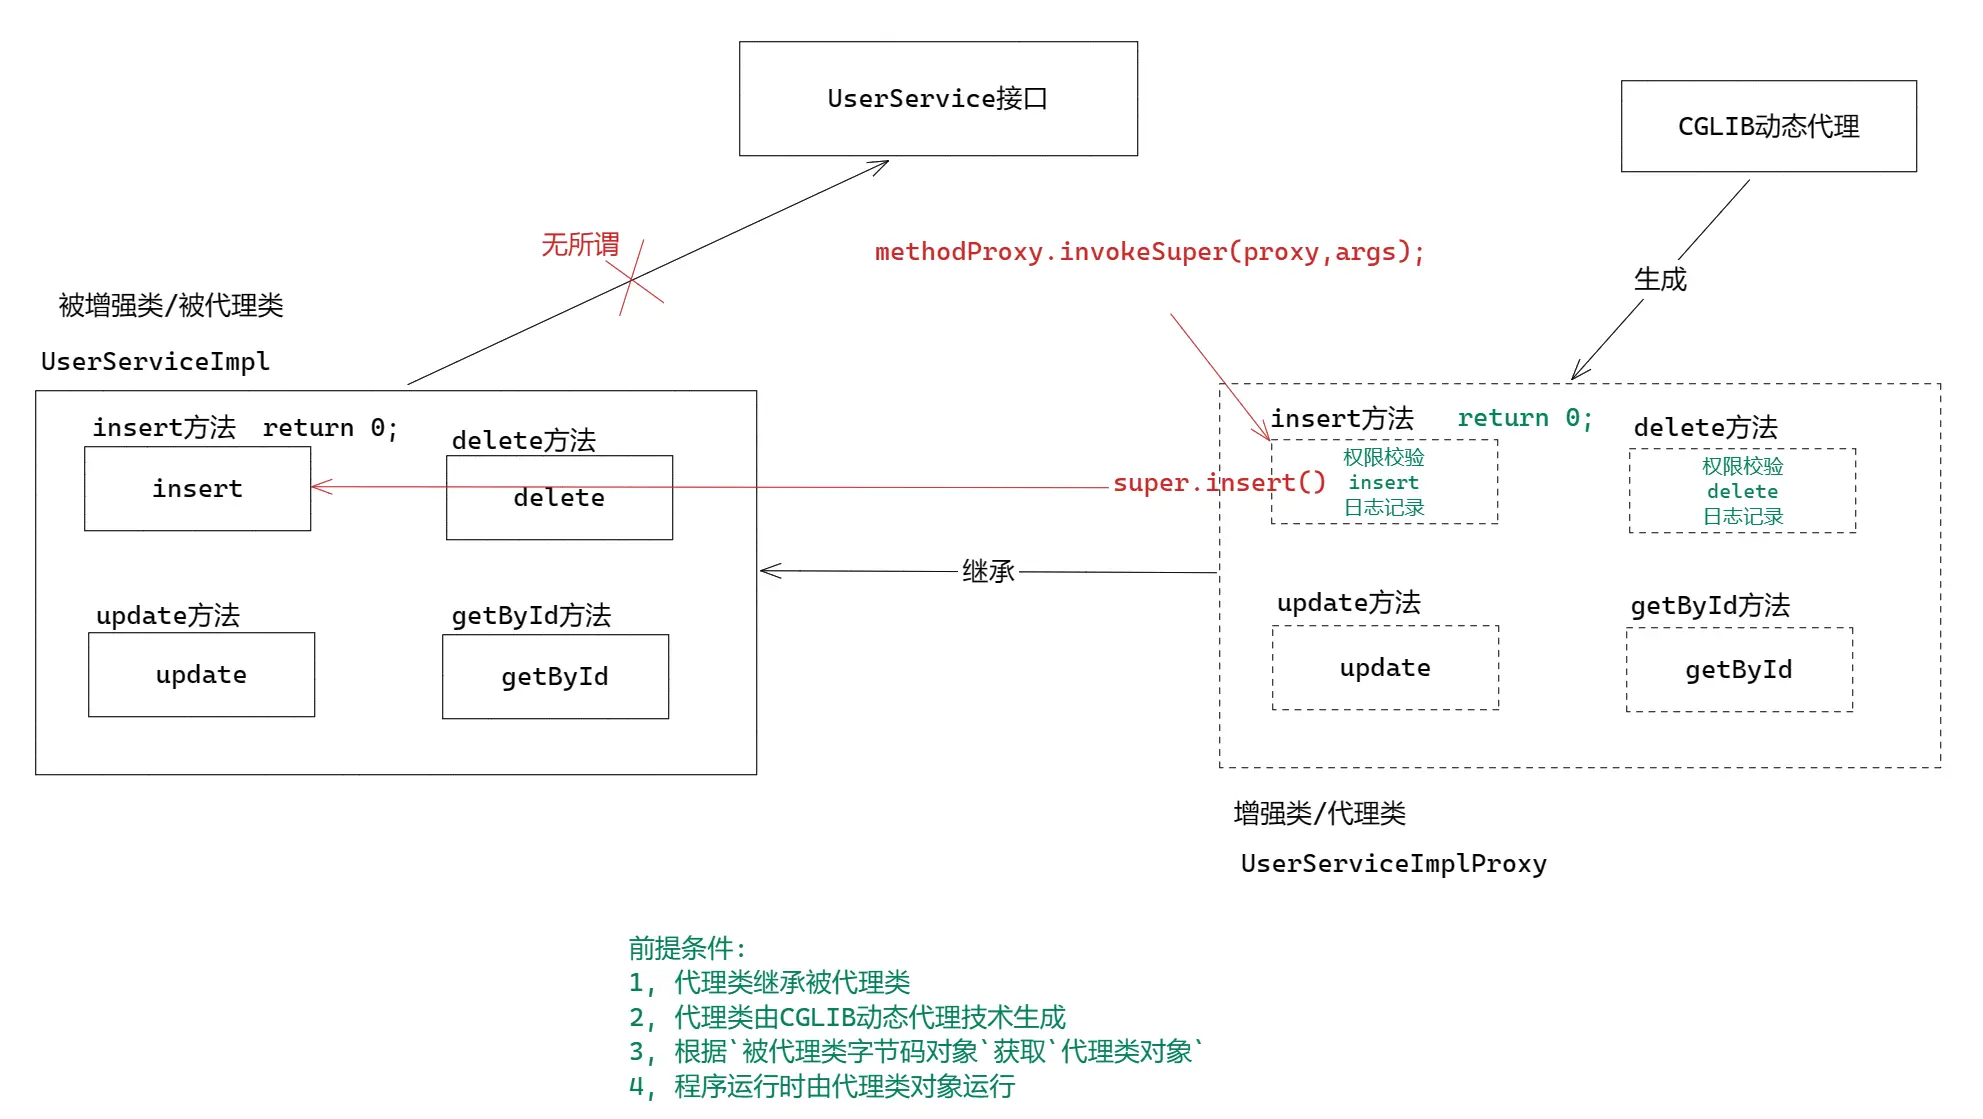 UserService接口
CGLIB动态代理
无所谓
methodProxy.invokeSuper(proxy,args);
生成
被增强类/被代理类
UserServiceImpl
insert方法 return 0;
insert
delete方法
delete
update方法
update
getById方法
getById
super.insert()
继承
insert方法 return 0;
权限校验
insert
日志记录
delete方法
权限校验
delete
日志记录
update方法
update
getById方法
getById
增强类/代理类
UserServiceImplProxy
前提条件:
1, 代理类继承被代理类
2, 代理类由CGLIB动态代理技术生成
3, 根据`被代理类字节码对象`获取`代理类对象`
4, 程序运行时由代理类对象运行